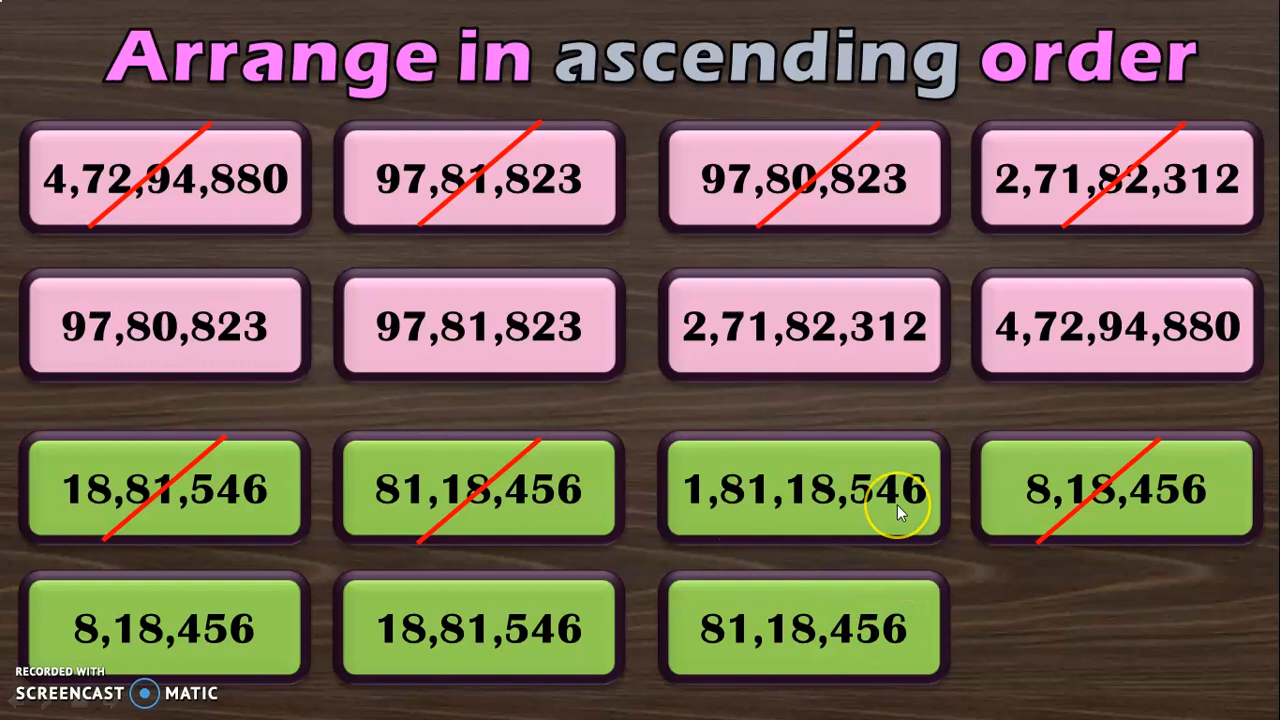 Arrange in ascending order
4,72,94,880 97,81,823 97,80,823 2,71,82,312
97,80,823 97,81,823 2,71,82,312 4,72,94,880
18,81,546 81,18,456 1,81,18,546 8,18,456
8,18,456 18,81,546 81,18,456
RECORDED WITH
SCREENCAST MATIC